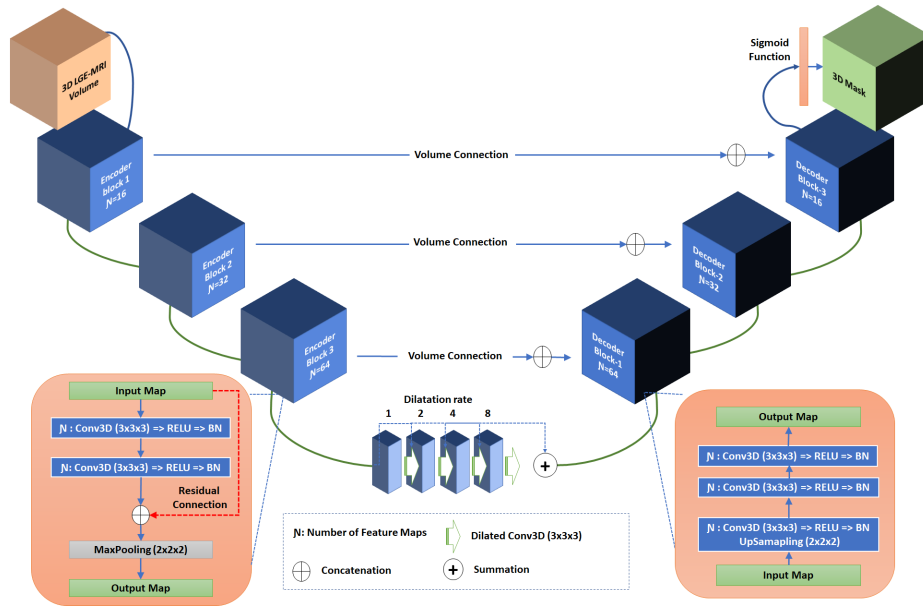 3D LGE-MRI
Volume
Sigmoid
Function
3D Mask
Encoder
block 1
Ɲ=16
Volume Connection
Decoder
Block-3
Ɲ=16
Encoder
Block 2
Ɲ=32
Volume Connection
Decoder
Block-2
Ɲ=32
Encoder
Block 3
Ɲ=64
Volume Connection
Decoder
Block-1
Ɲ=64
Input Map
Ɲ : Conv3D (3x3x3) => RELU => BN
Ɲ: Conv3D (3x3x3) => RELU => BN
Residual
Connection
MaxPooling (2x2x2)
Output Map
Dilatation rate
1 2 4 8
Ɲ: Number of Feature Maps
Dilated Conv3D (3x3x3)
Concatenation
Summation
Output Map
Ɲ : Conv3D (3x3x3) => RELU => BN
Ɲ : Conv3D (3x3x3) => RELU => BN
Ɲ : Conv3D (3x3x3) => RELU => BN
UpSamapling (2x2x2)
Input Map